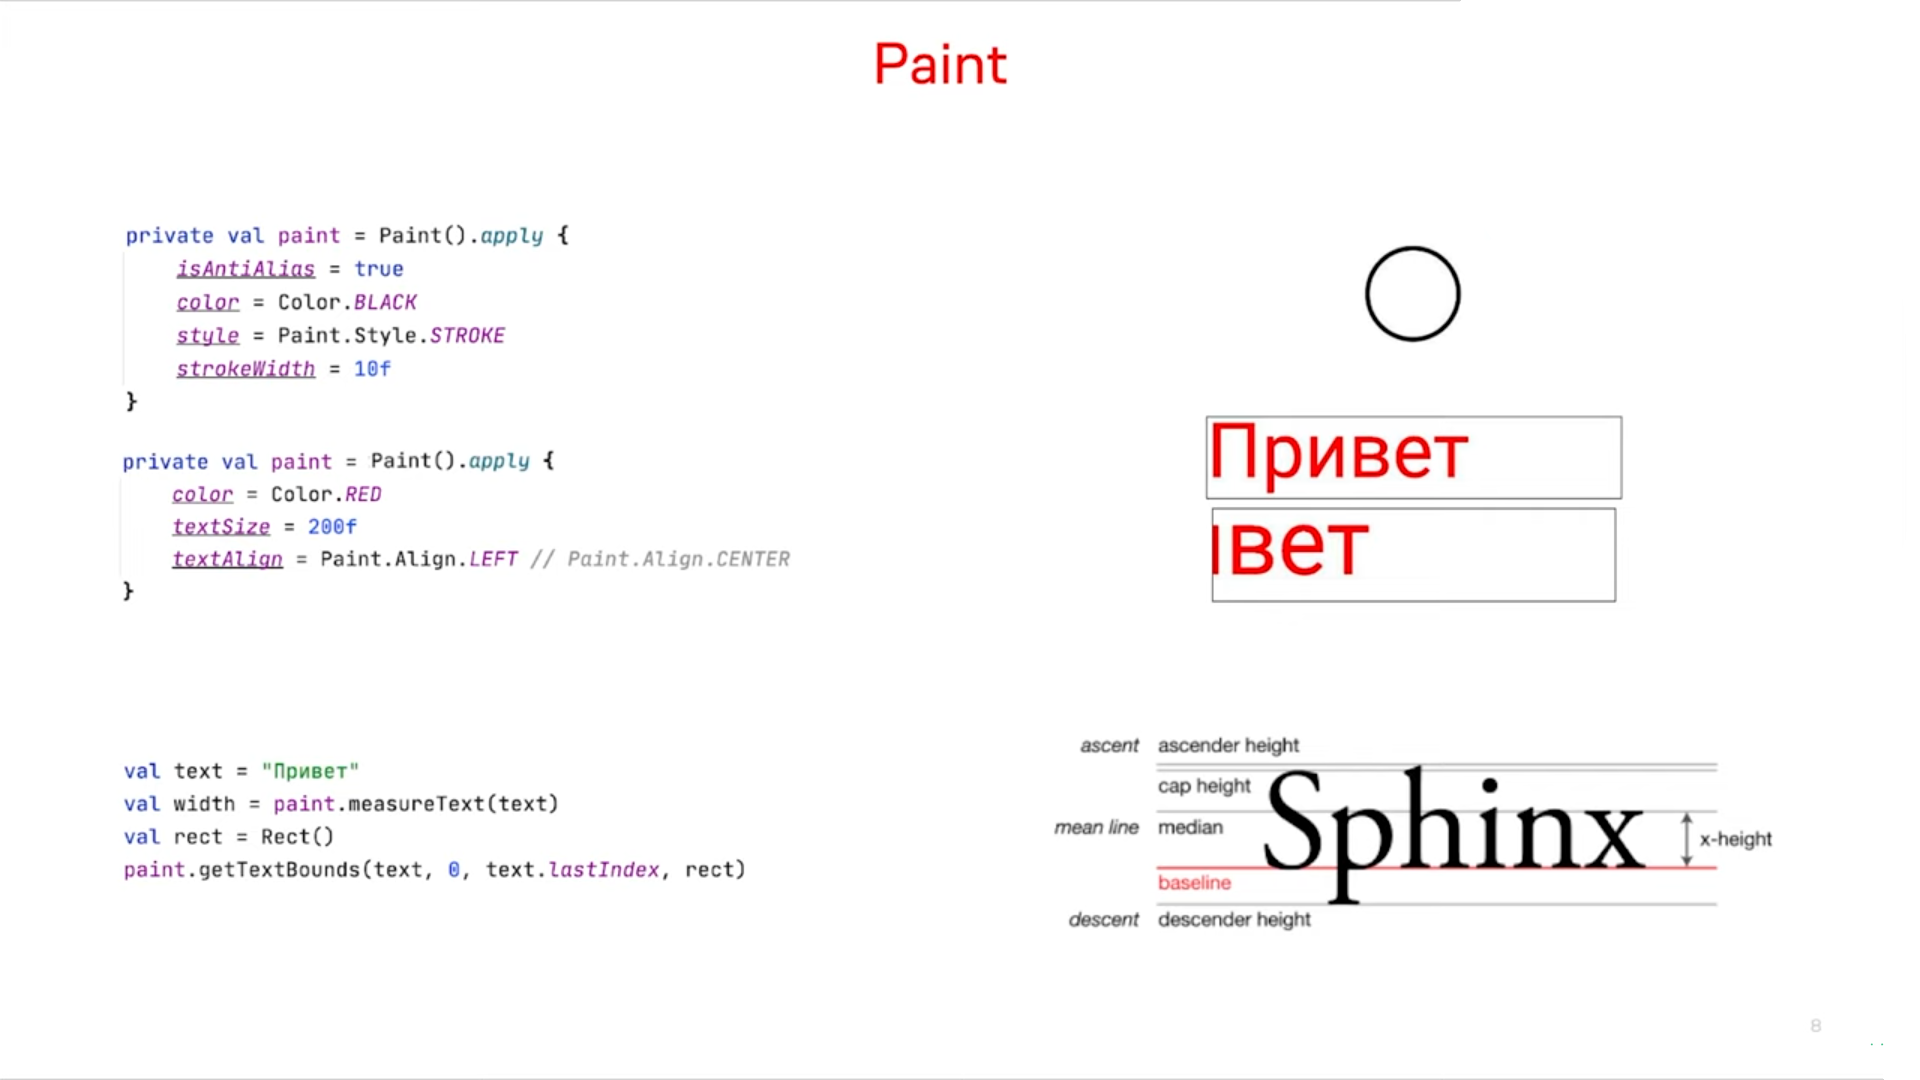 Paint
private val paint = Paint().apply {
isAntiAlias = true
color = Color.BLACK
style = Paint.Style.STROKE
strokeWidth = 10f
}
private val paint = Paint().apply {
color = Color.RED
textSize = 200f
textAlign = Paint.Align.LEFT // Paint.Align.CENTER
}
val text = "Привет"
val width = paint.measureText(text)
val rect = Rect()
paint.getTextBounds(text, 0, text.lastIndex, rect)
Привет
вет
ascent ascender height
cap height
mean line median
Sphinx
x-height
baseline
descent descender height
8